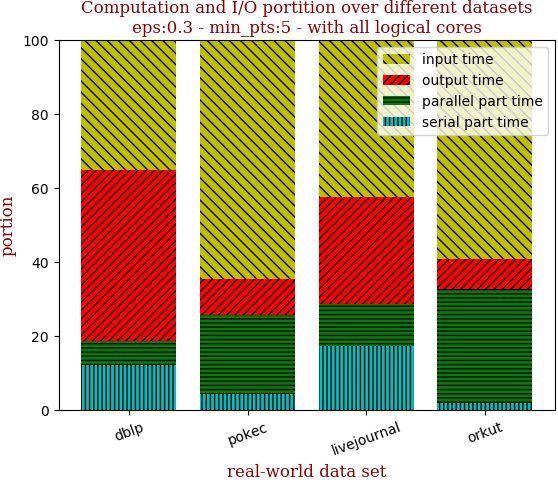 Computation and I/O portition over different datasets
eps:0.3 - min_pts:5 - with all logical cores
input time
output time
parallel part time
serial part time
portion
100
80
60
40
20
0
dblp
pokec
livejournal
orkut
real-world data set